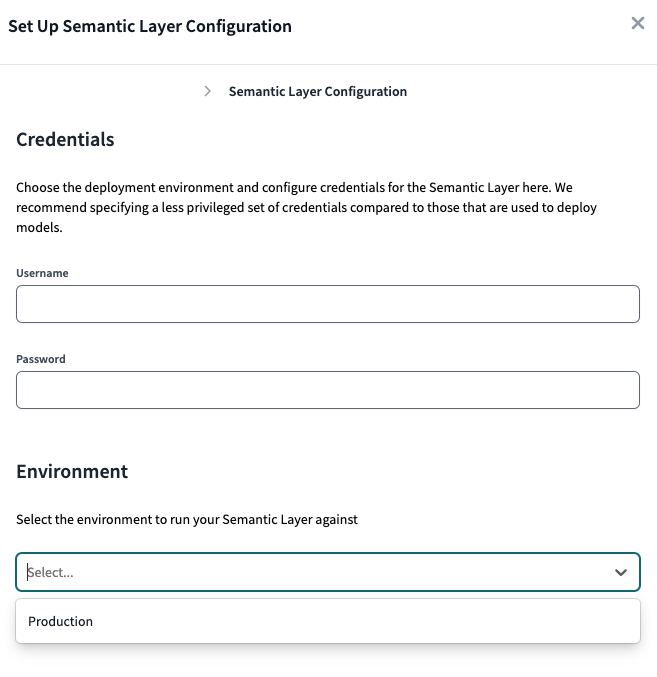 Set Up Semantic Layer Configuration
Semantic Layer Configuration
Credentials
Choose the deployment environment and configure credentials for the Semantic Layer here. We
recommend specifying a less privileged set of credentials compared to those that are used to deploy
models.
Username
Password
Environment
Select the environment to run your Semantic Layer against
Select...
Production